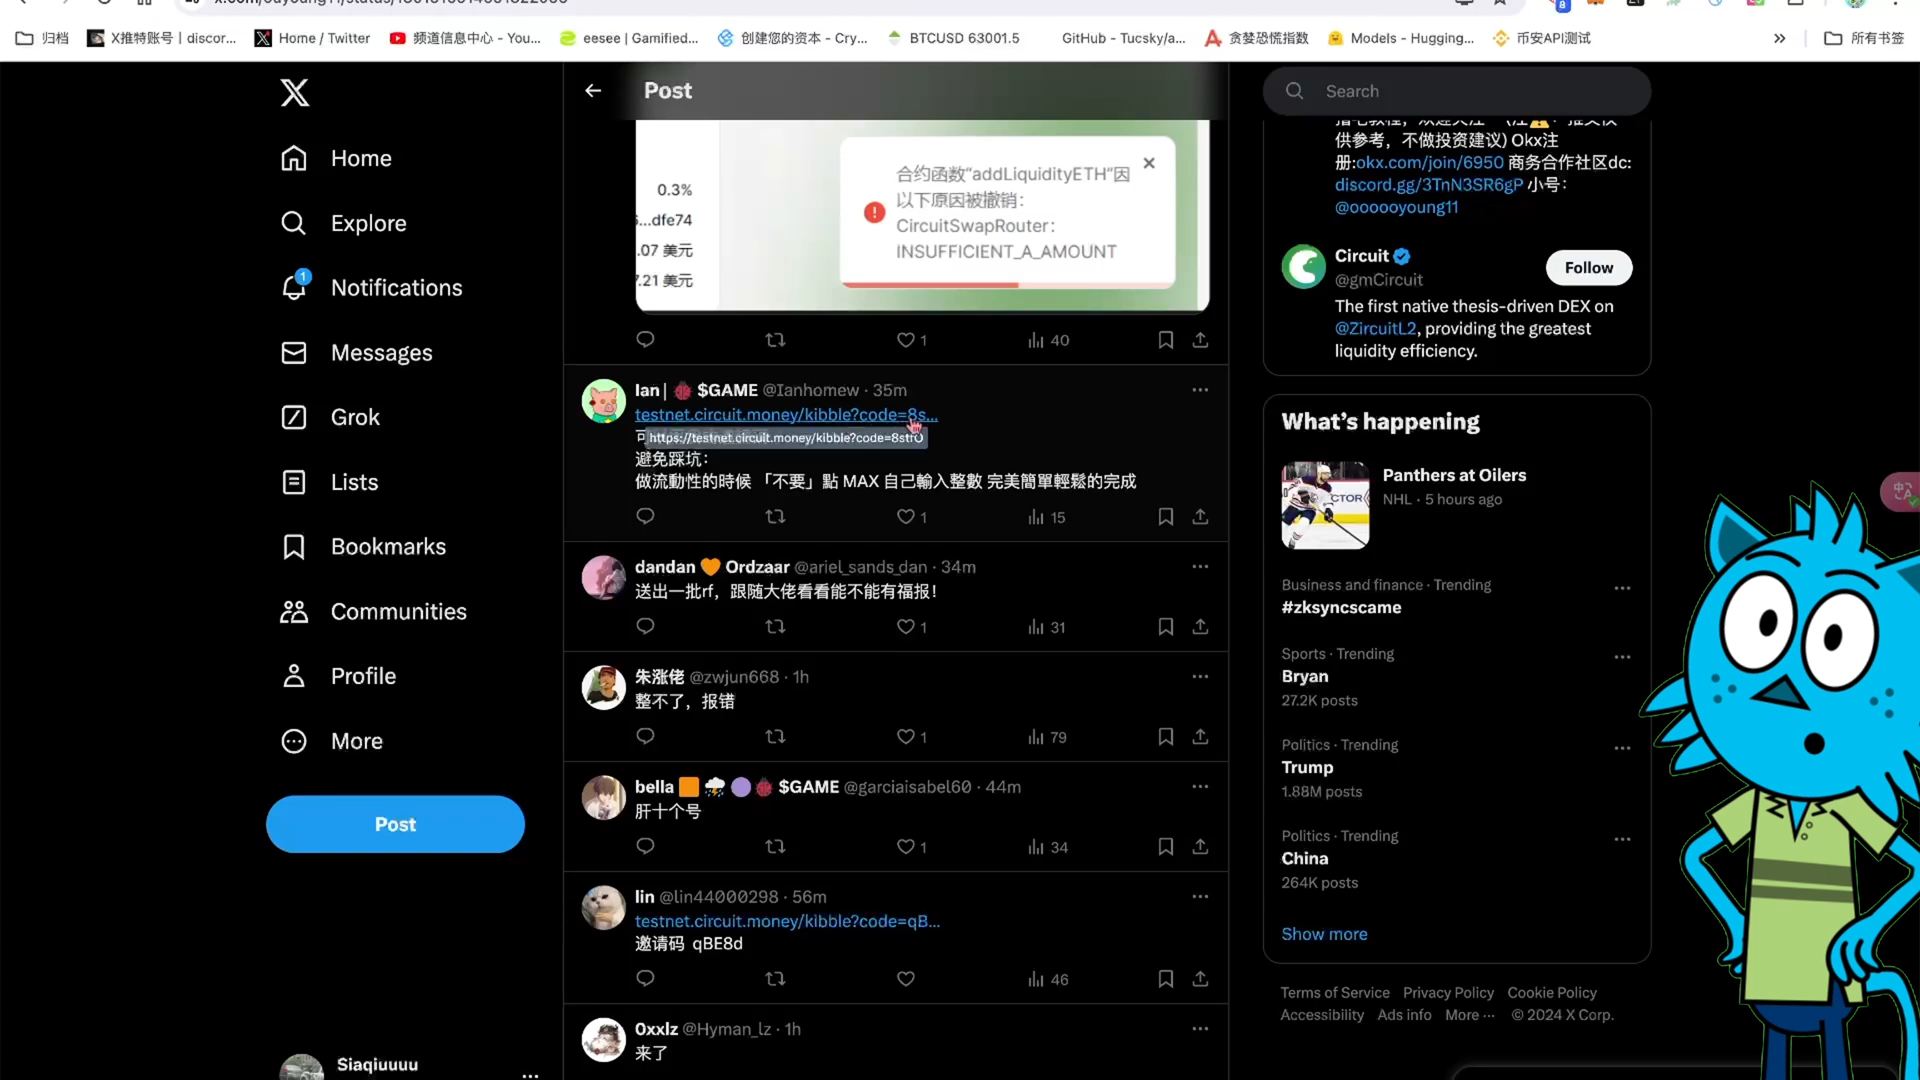 归档
X推特账号 | discor...
Home / Twitter
频道信息中心 - You...
eesee | Gamified...
创建您的资本 - Cry...
BTCUSD 63001.5
GitHub - Tucsky/a...
贪婪恐慌指数
Models - Hugging...
币安API测试
所有书签
Home
Explore
1
Notifications
Messages
Grok
Lists
Bookmarks
Communities
Profile
More
Post
Siaqiuuuu
Post
0.3%
...dfe74
.07 美元
7.21 美元
合约函数“addLiquidityETH”因
以下原因被撤销：
CircuitSwapRouter：
INSUFFICIENT_A_AMOUNT
1
40
Ian | 🐞 $GAME @Ianhomew · 35m
testnet.circuit.money/kibble?code=8s...
https://testnet.circuit.money/kibble?code=8strO
避免踩坑：
做流動性的時候 「不要」點 MAX 自己輸入整數 完美簡單輕鬆的完成
1
15
dandan 🧡 Ordzaar @ariel_sands_dan · 34m
送出一批rf，跟随大佬看看能不能有福报！
1
31
朱涨佬 @zwjun668 · 1h
整不了，报错
1
79
bella 🟧 ⛈️ 🟣 🐞 $GAME @garciaisabel60 · 44m
肝十个号
1
34
lin @lin44000298 · 56m
testnet.circuit.money/kibble?code=qB...
邀请码 qBE8d
46
0xxlz @Hyman_lz · 1h
来了
Search
供参考，不做投资建议) Okx注
册:okx.com/join/6950 商务合作社区dc:
discord.gg/3TnN3SR6gP 小号：
@oooooyoung11
Circuit
@gmCircuit
Follow
The first native thesis-driven DEX on
@ZircuitL2, providing the greatest
liquidity efficiency.
What’s happening
Panthers at Oilers
NHL · 5 hours ago
Business and finance · Trending
#zksyncscame
Sports · Trending
Bryan
27.2K posts
Politics · Trending
Trump
1.88M posts
Politics · Trending
China
264K posts
Show more
Terms of Service Privacy Policy Cookie Policy
Accessibility Ads info More ··· © 2024 X Corp.